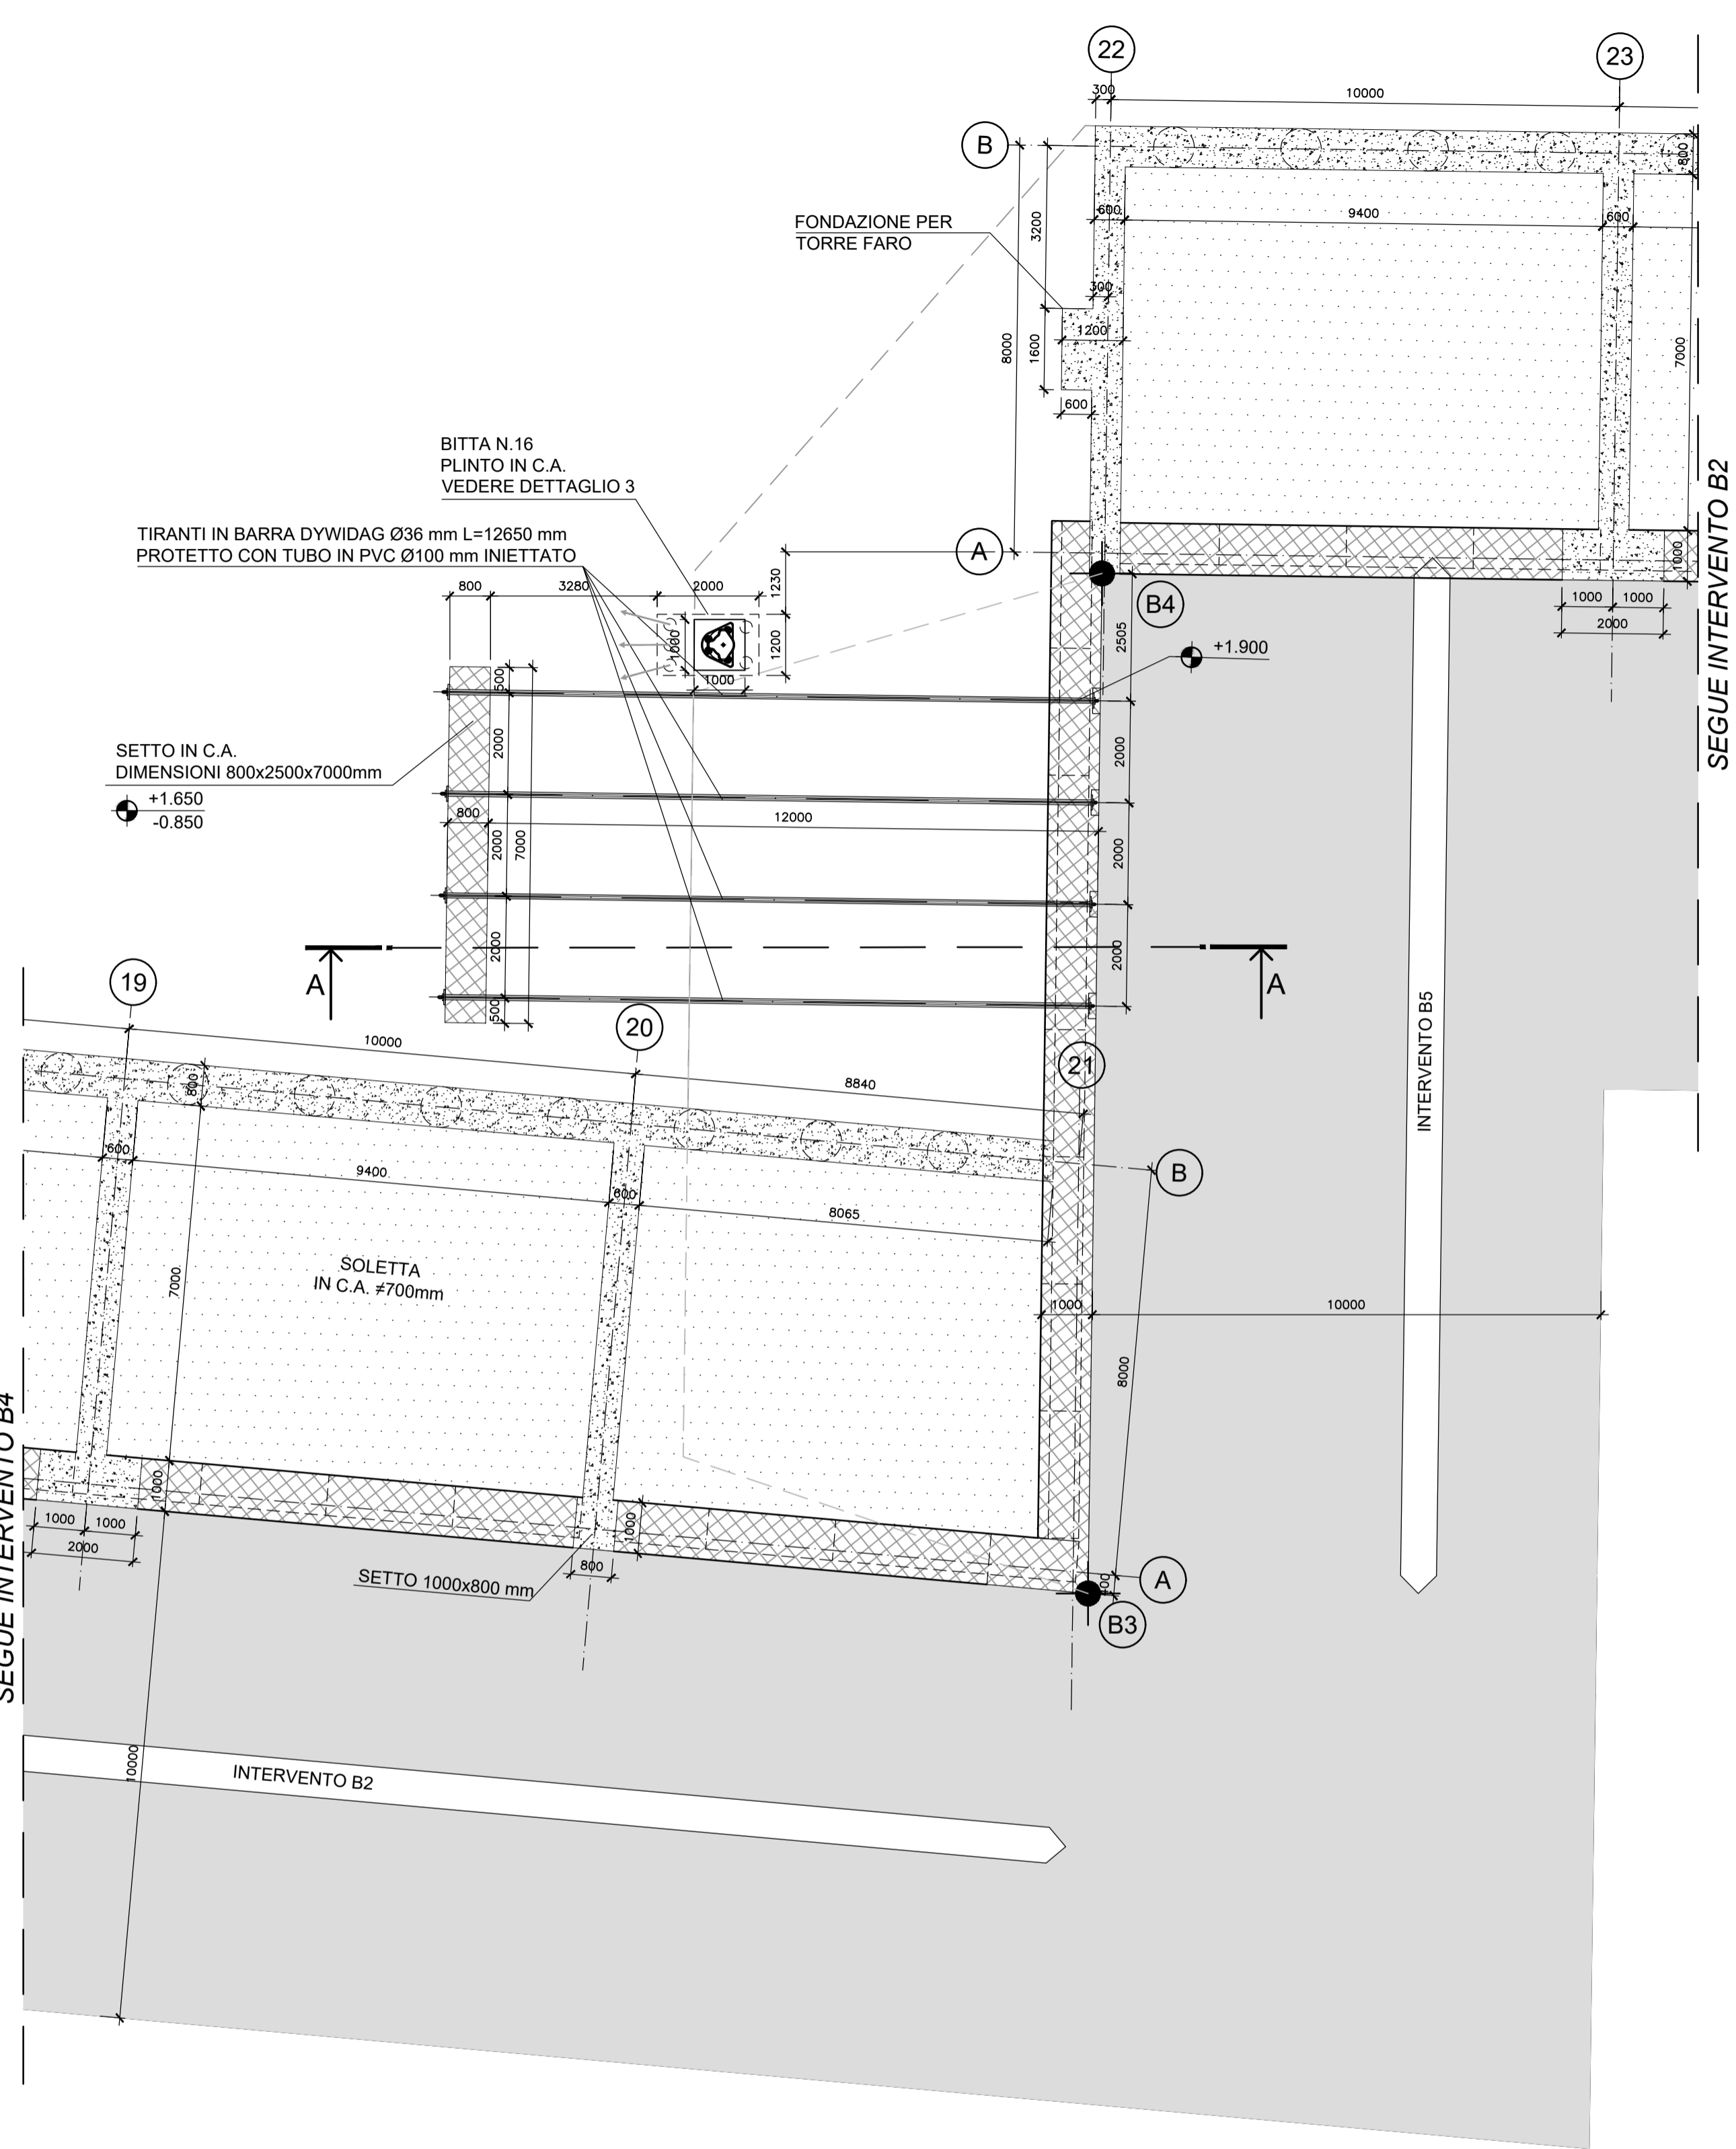 22
23
300
10000
B
800
FONDAZIONE PER
TORRE FARO
3200
600
9400
600
300
8000
1600
1200
7000
600
BITTA N.16
PLINTO IN C.A.
VEDERE DETTAGLIO 3
SEGUE INTERVENTO B2
TIRANTI IN BARRA DYWIDAG Ø36 mm L=12650 mm
PROTETTO CON TUBO IN PVC Ø100 mm INIETTATO
A
1000
800
3280
2000
1230
B4
1000
1000
2000
1000
1200
2505
+1.900
500
1000
SETTO IN C.A.
DIMENSIONI 800x2500x7000mm
+1.650
-0.850
2000
2000
800
12000
2000
7000
2000
2000
2000
A
A
500
19
20
21
10000
8840
INTERVENTO B5
800
600
9400
B
600
8065
SOLETTA
IN C.A. ≠700mm
7000
1000
10000
8000
SEGUE INTERVENTO B4
1000
1000
1000
2000
1000
800
SETTO 1000x800 mm
A
400
B3
10000
INTERVENTO B2